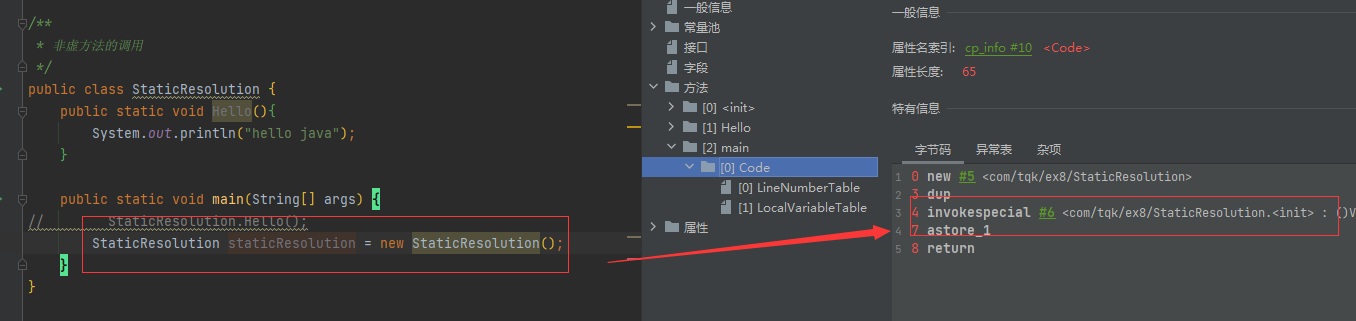 /**
* 非虚方法的调用
*/
public class StaticResolution {
public static void Hello(){
System.out.println("hello java");
}
public static void main(String[] args) {
// StaticResolution.Hello();
StaticResolution staticResolution = new StaticResolution();
}
}
一般信息
常量池
接口
字段
方法
[0] <init>
[1] Hello
[2] main
[0] Code
[0] LineNumberTable
[1] LocalVariableTable
属性
一般信息
属性名索引: cp_info #10 <Code>
属性长度: 65
特有信息
字节码 异常表 杂项
1 0 new #5 <com/tqk/ex8/StaticResolution>
2 3 dup
3 4 invokespecial #6 <com/tqk/ex8/StaticResolution.<init> : ()V
4 7 astore_1
5 8 return